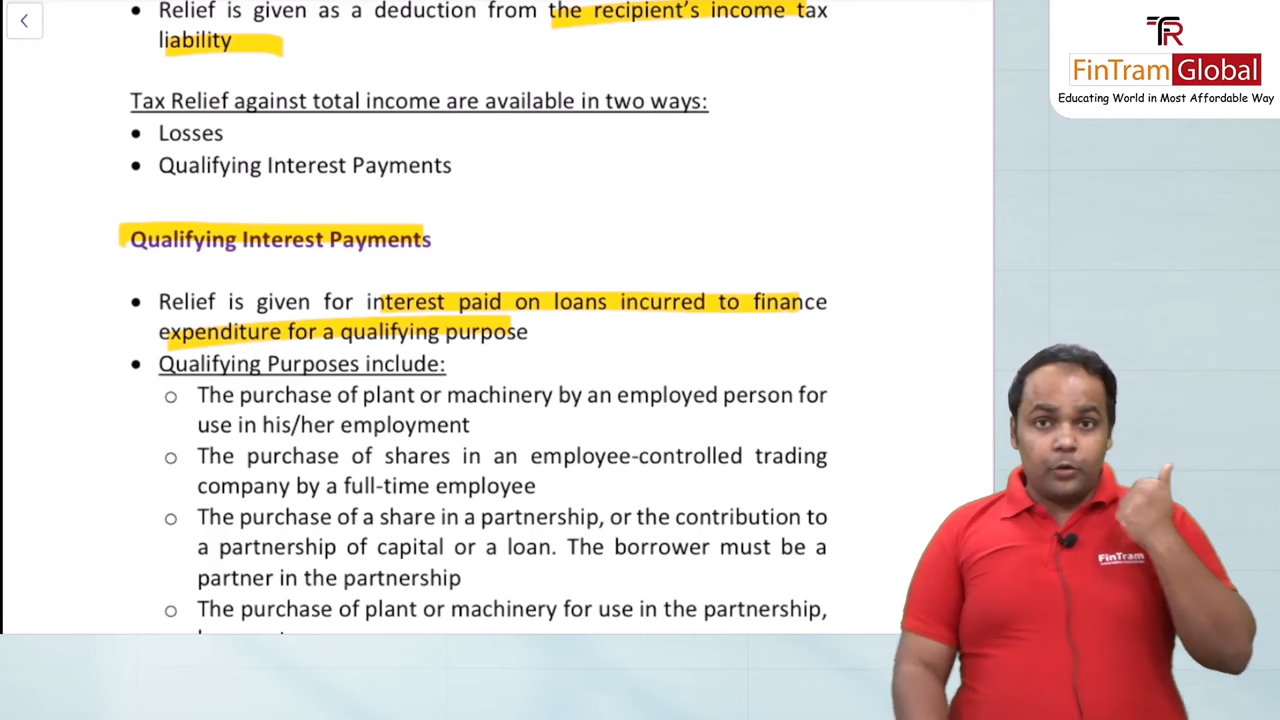 • Relief is given as a deduction from the recipient's income tax
liability
Tax Relief against total income are available in two ways:
• Losses
• Qualifying Interest Payments
Qualifying Interest Payments
• Relief is given for interest paid on loans incurred to finance
expenditure for a qualifying purpose
• Qualifying Purposes include:
o The purchase of plant or machinery by an employed person for
use in his/her employment
o The purchase of shares in an employee-controlled trading
company by a full-time employee
o The purchase of a share in a partnership, or the contribution to
a partnership of capital or a loan. The borrower must be a
partner in the partnership
o The purchase of plant or machinery for use in the partnership,
FinTram Global
Educating World in Most Affordable Way
FinTram